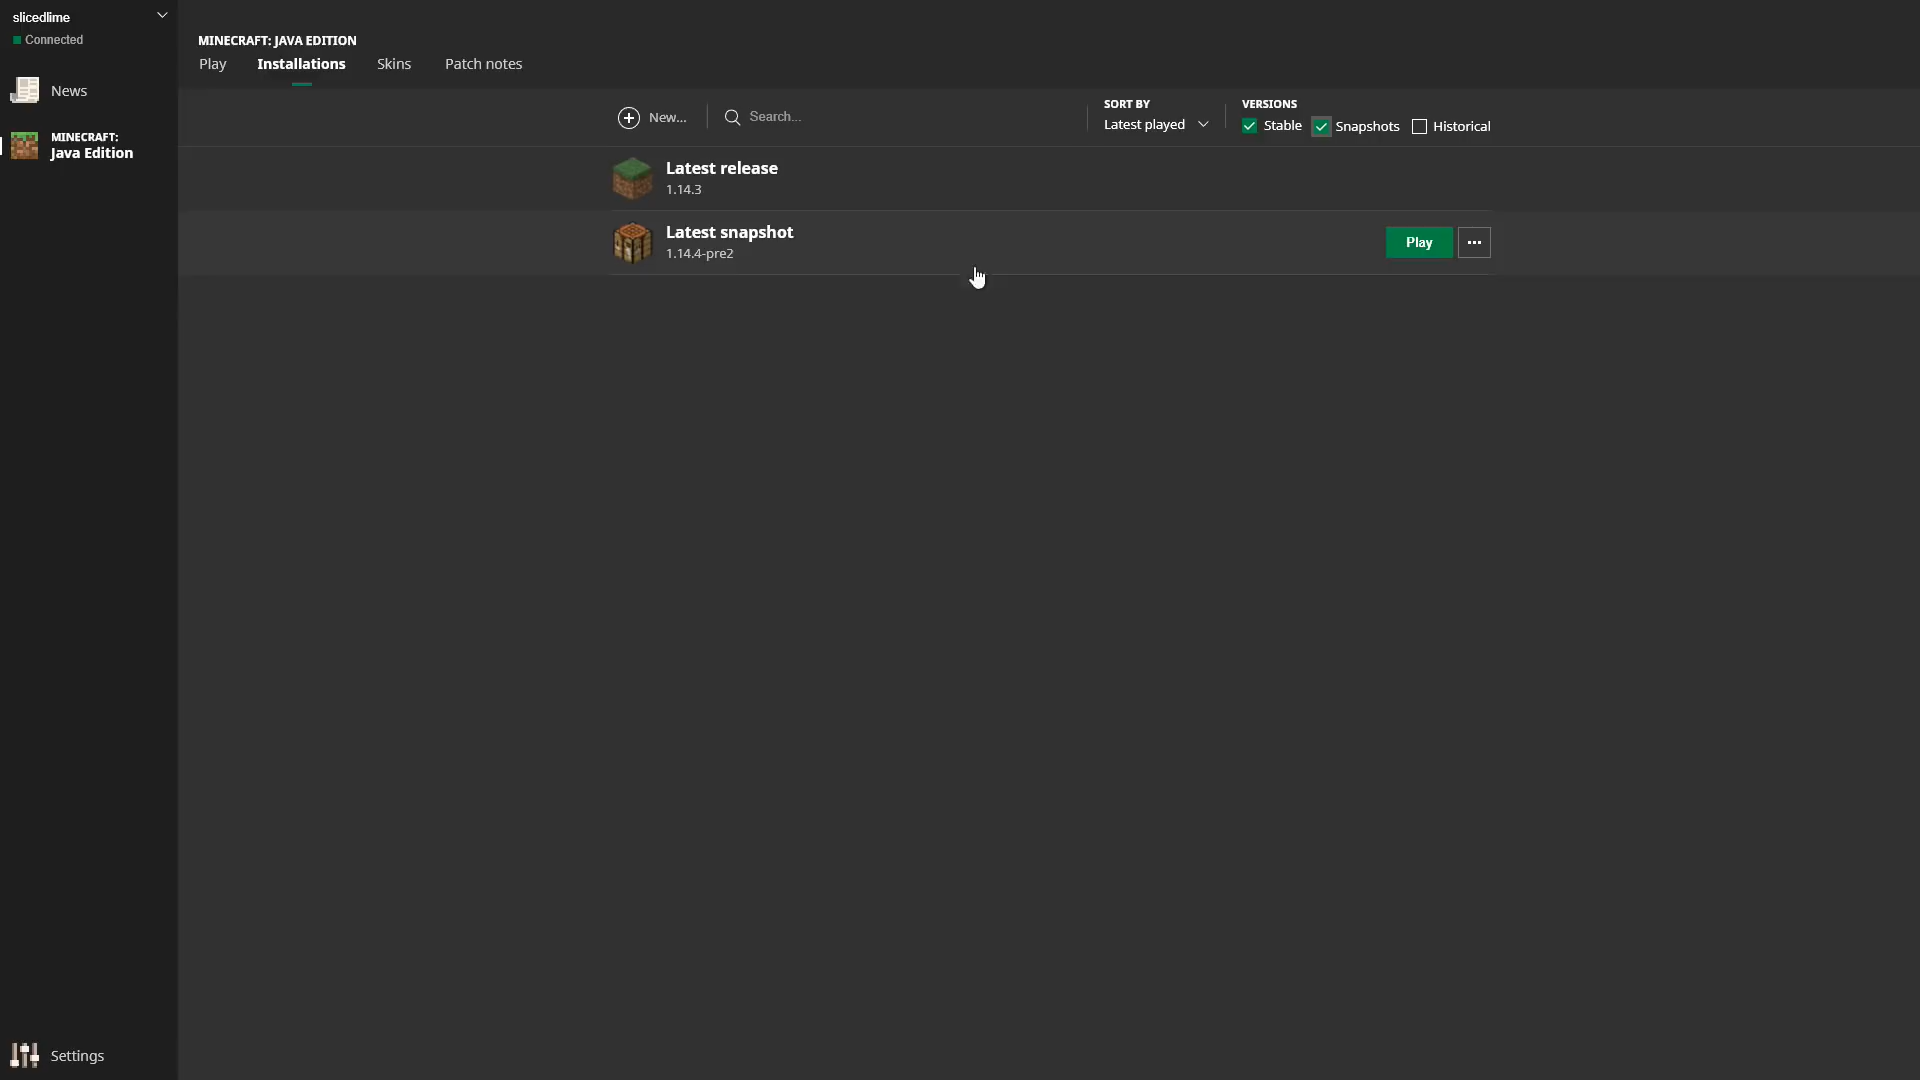 slicedlime
Connected
News
MINECRAFT:
Java Edition
Settings
MINECRAFT: JAVA EDITION
Play Installations Skins Patch notes
New... Search...
SORT BY
Latest played
VERSIONS
Stable Snapshots Historical
Latest release
1.14.3
Latest snapshot
1.14.4-pre2
Play